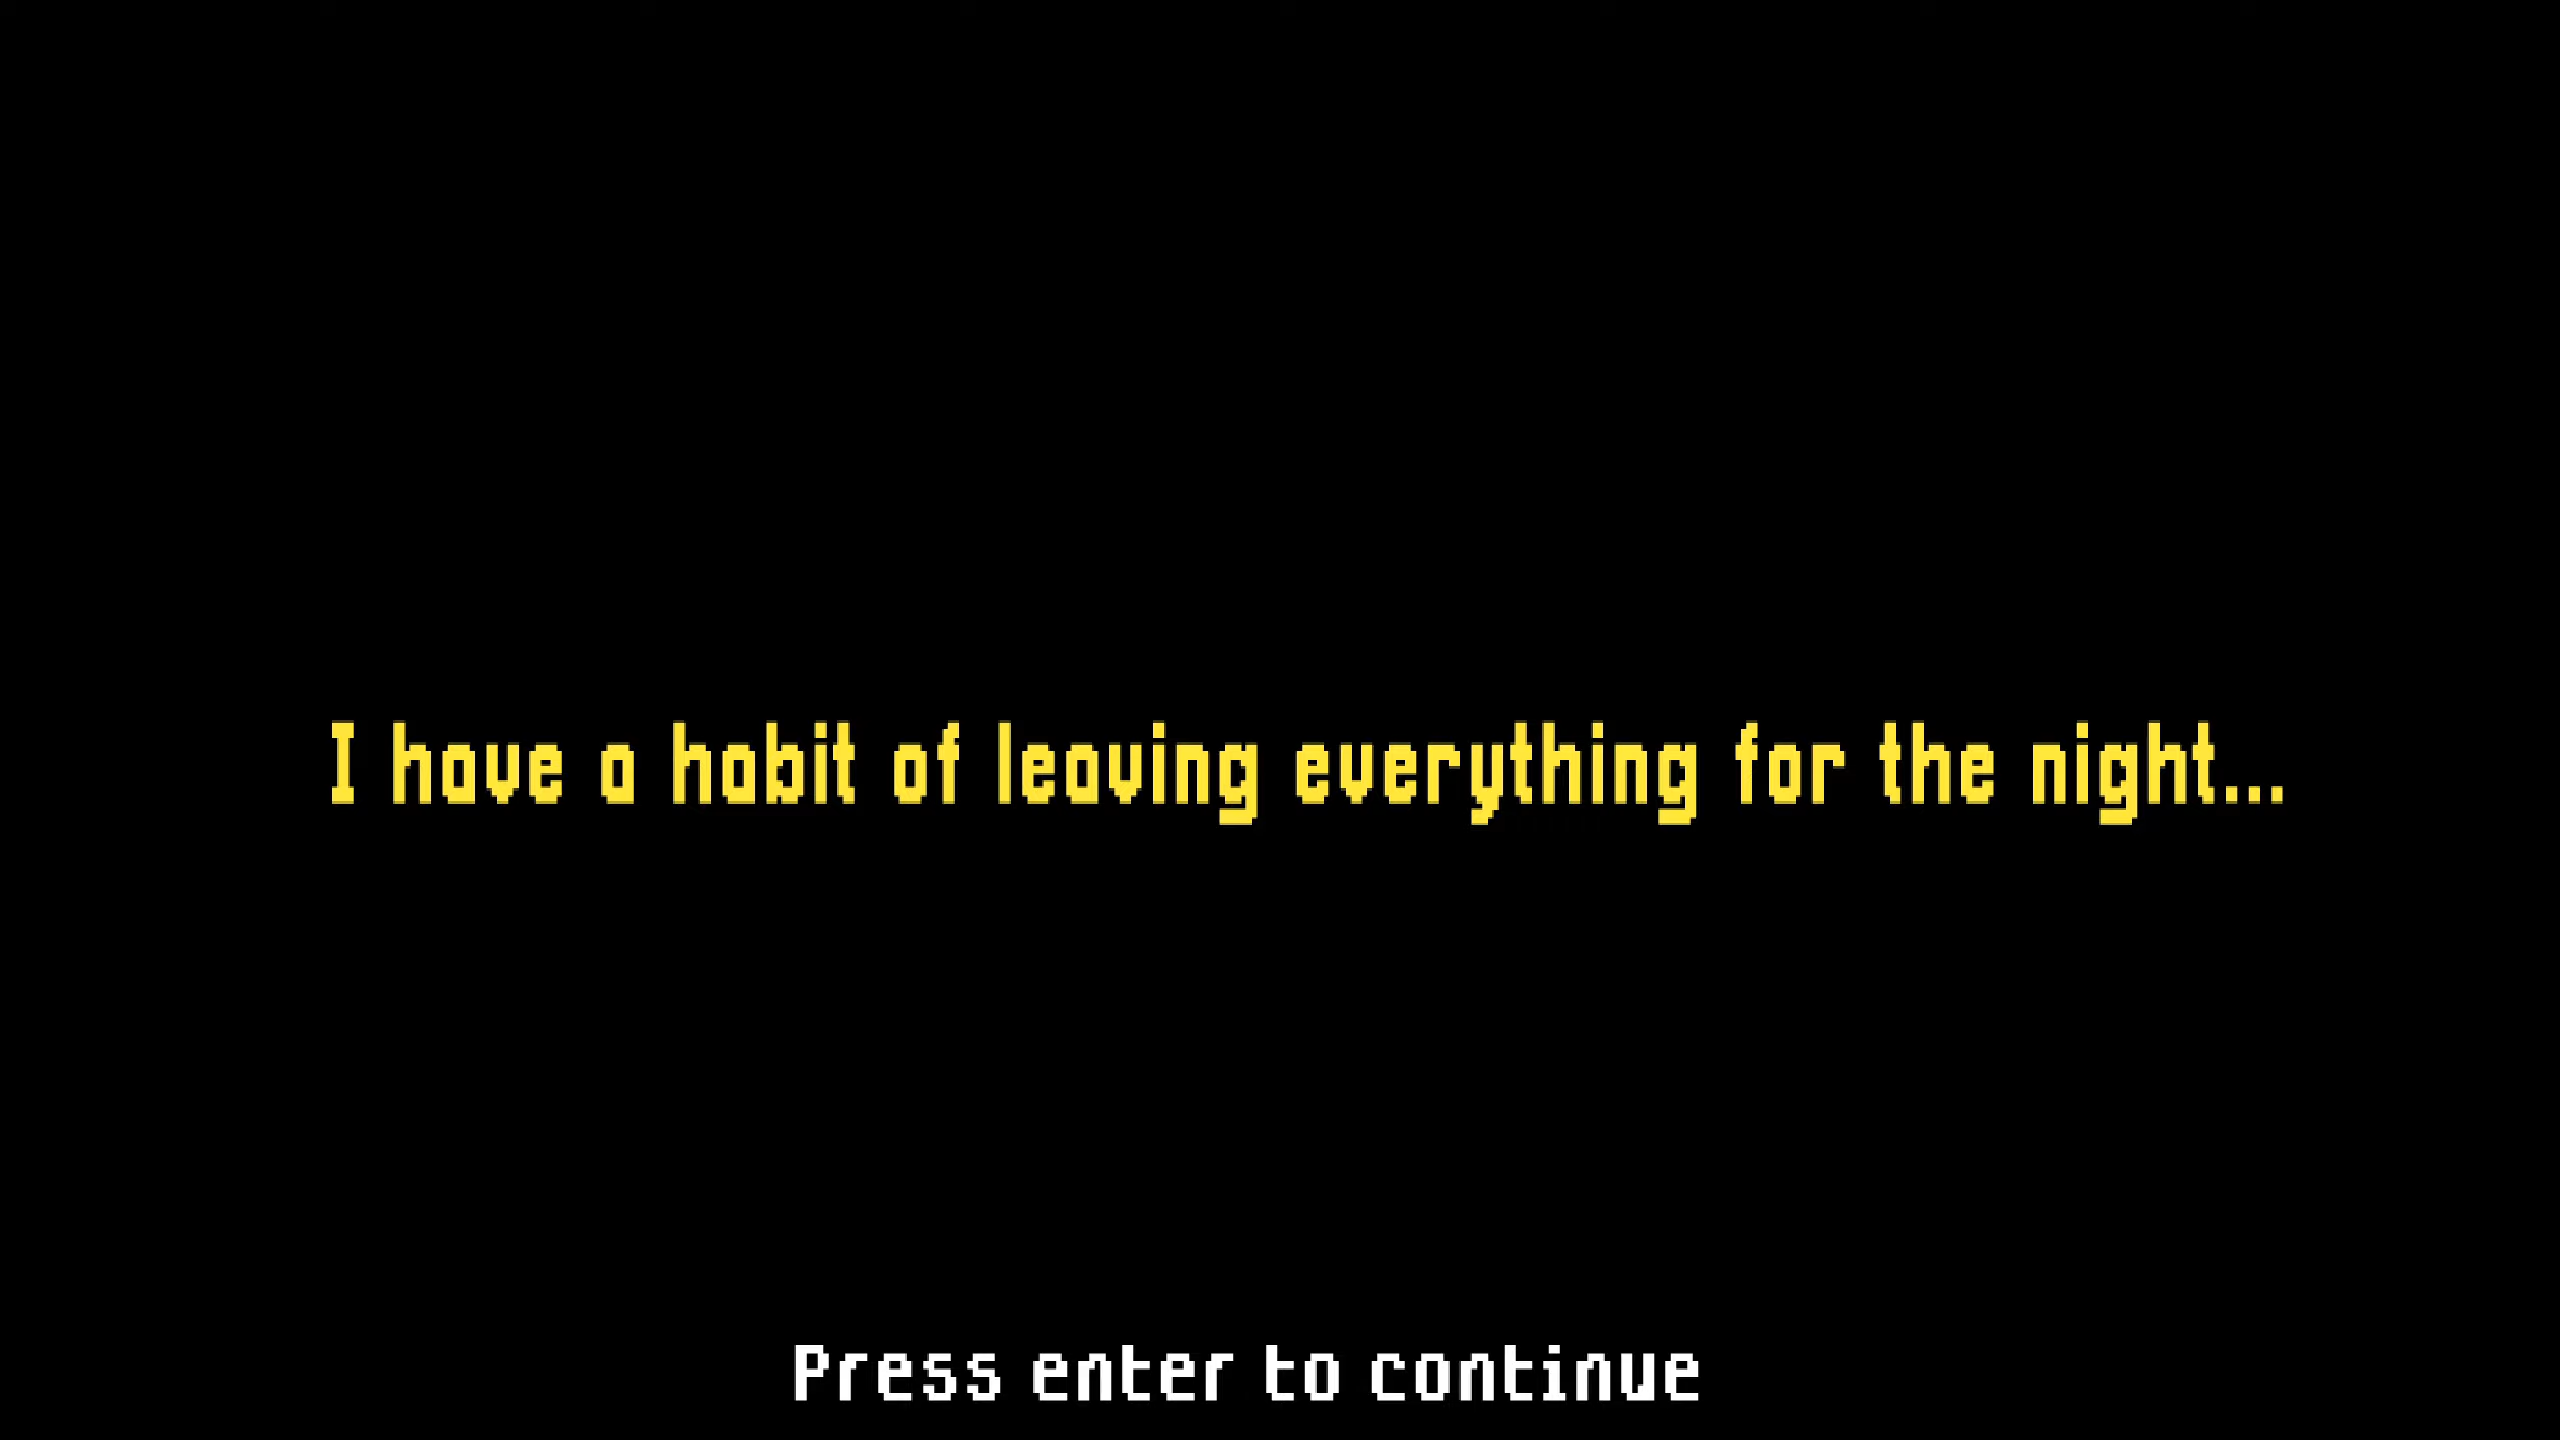 I have a habit of leaving everything for the night...
Press enter to continue